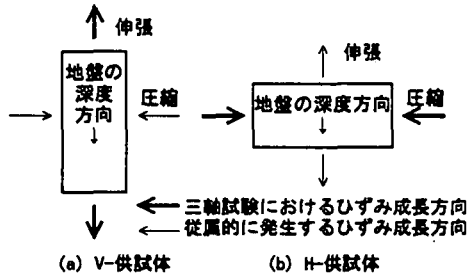 伸張
地盤の
深度
方向
圧縮
伸張
地盤の深度方向
圧縮
三軸試験におけるひずみ成長方向
従属的に発生するひずみ成長方向
(a) V-供試体
(b) H-供試体